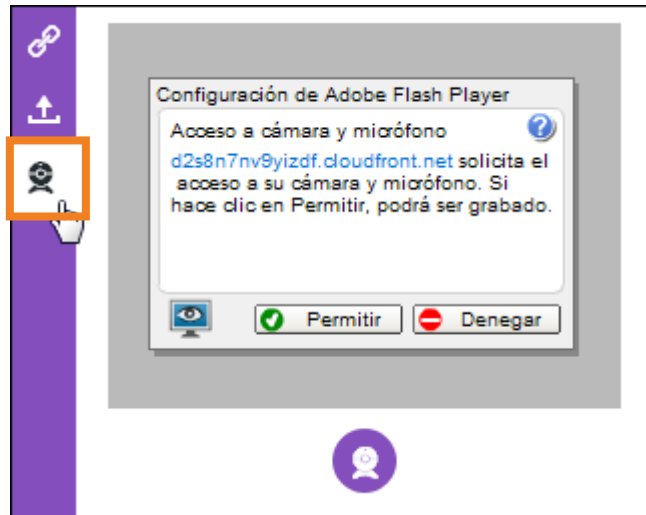 Configuración de Adobe Flash Player
Acceso a cámara y micrófono
d2s8n7nv9yizdf.cloudfront.net solicita el
acceso a su cámara y micrófono. Si
hace clic en Permitir, podrá ser grabado.
Permitir
Denegar